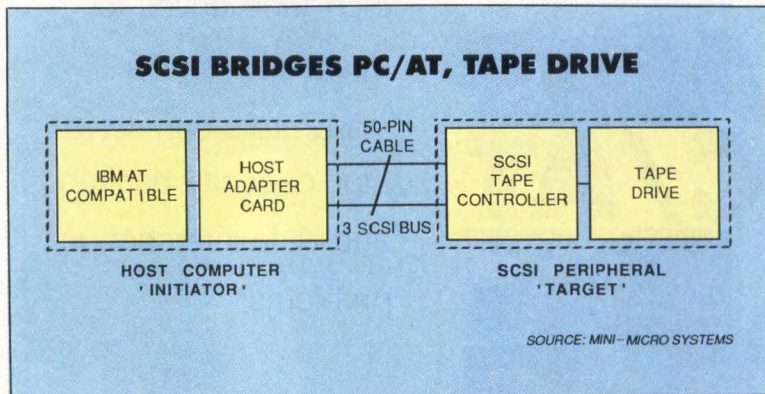 SCSI BRIDGES PC/AT, TAPE DRIVE
IBM AT
COMPATIBLE
HOST
ADAPTER
CARD
50-PIN
CABLE
3 SCSI BUS
SCSI
TAPE
CONTROLLER
TAPE
DRIVE
HOST COMPUTER
'INITIATOR'
SCSI PERIPHERAL
'TARGET'
SOURCE: MINI-MICRO SYSTEMS